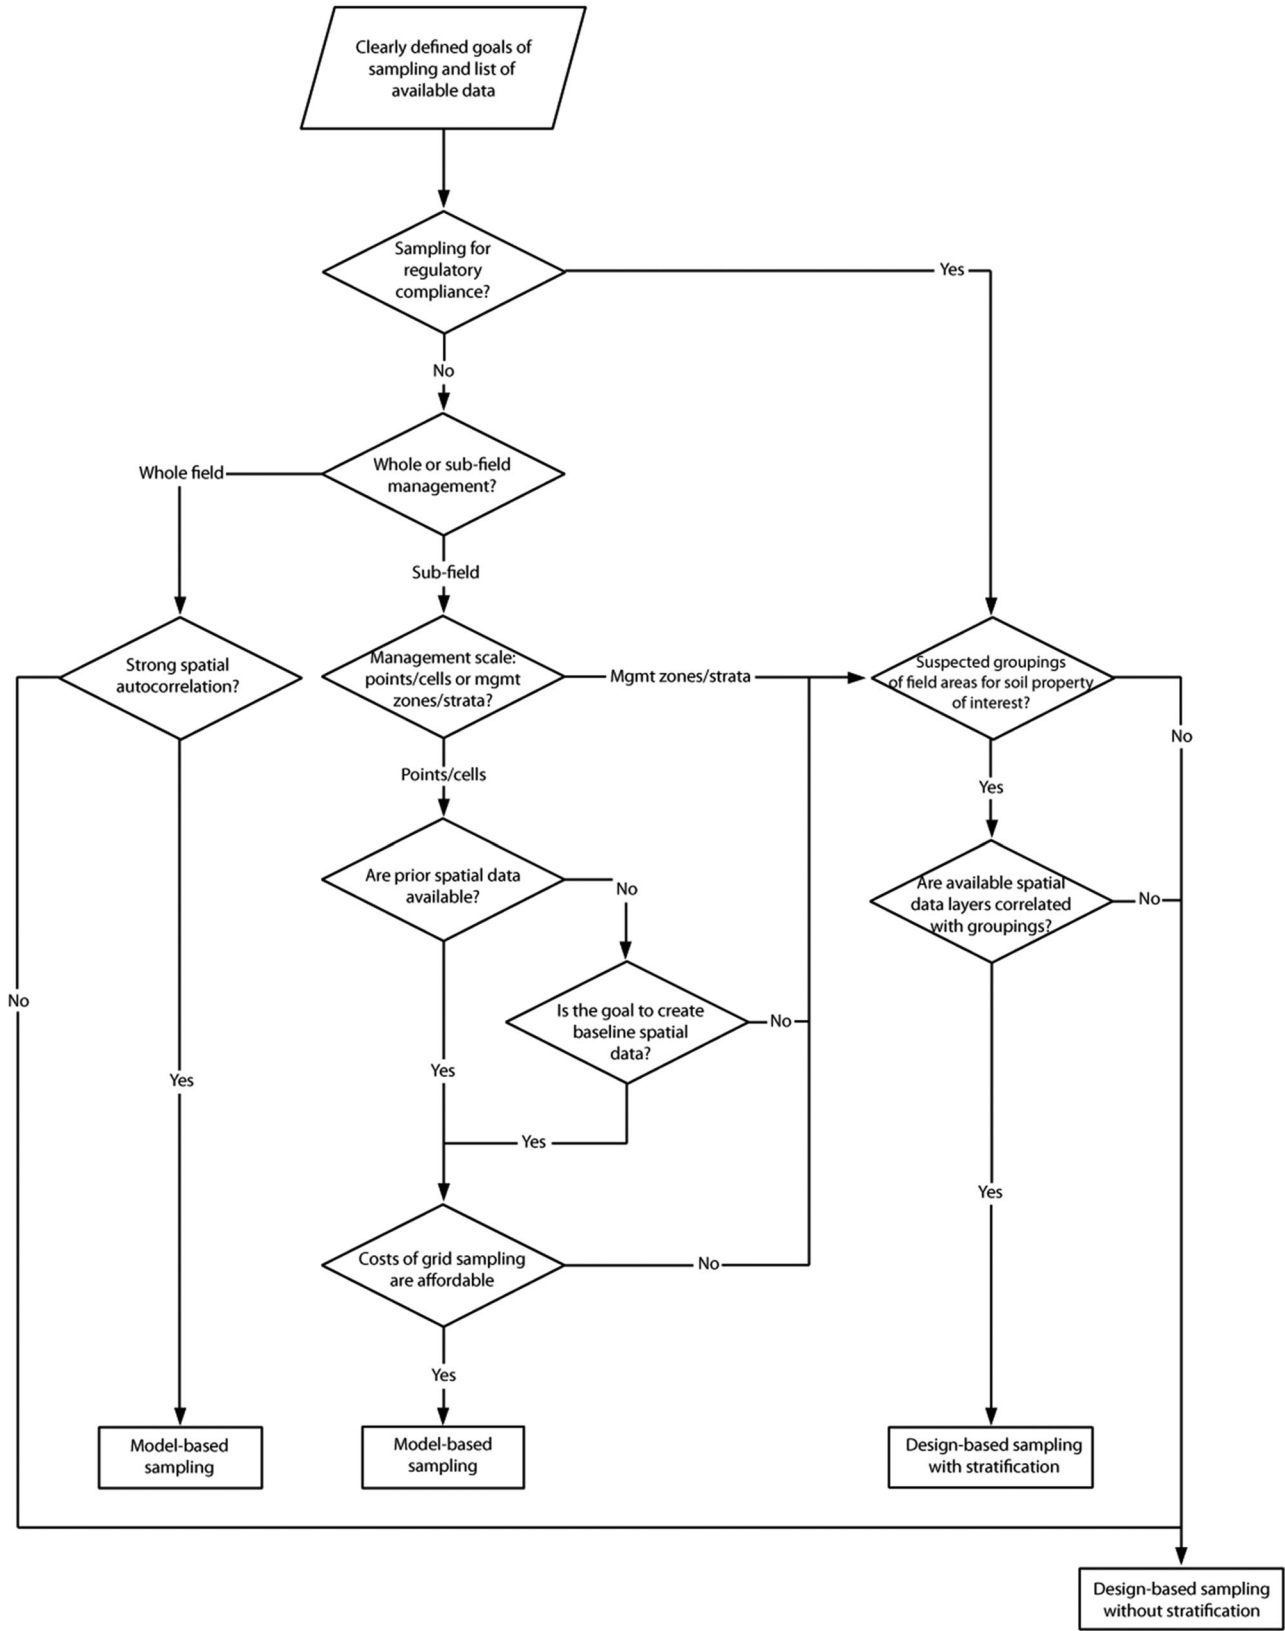 Clearly defined goals of
sampling and list of
available data
Sampling for
regulatory
compliance?
Yes
No
Whole field
Whole or sub-field
management?
Sub-field
Strong spatial
autocorrelation?
Management scale:
points/cells or mgmt
zones/strata?
Mgmt zones/strata
Suspected groupings
of field areas for soil property
of interest?
No
Points/cells
Yes
Are prior spatial data
available?
No
Are available spatial
data layers correlated
with groupings?
No
No
Is the goal to create
baseline spatial
data?
No
Yes
Yes
Yes
Yes
Costs of grid sampling
are affordable
No
Yes
Model-based
sampling
Model-based
sampling
Design-based sampling
with stratification
Design-based sampling
without stratification